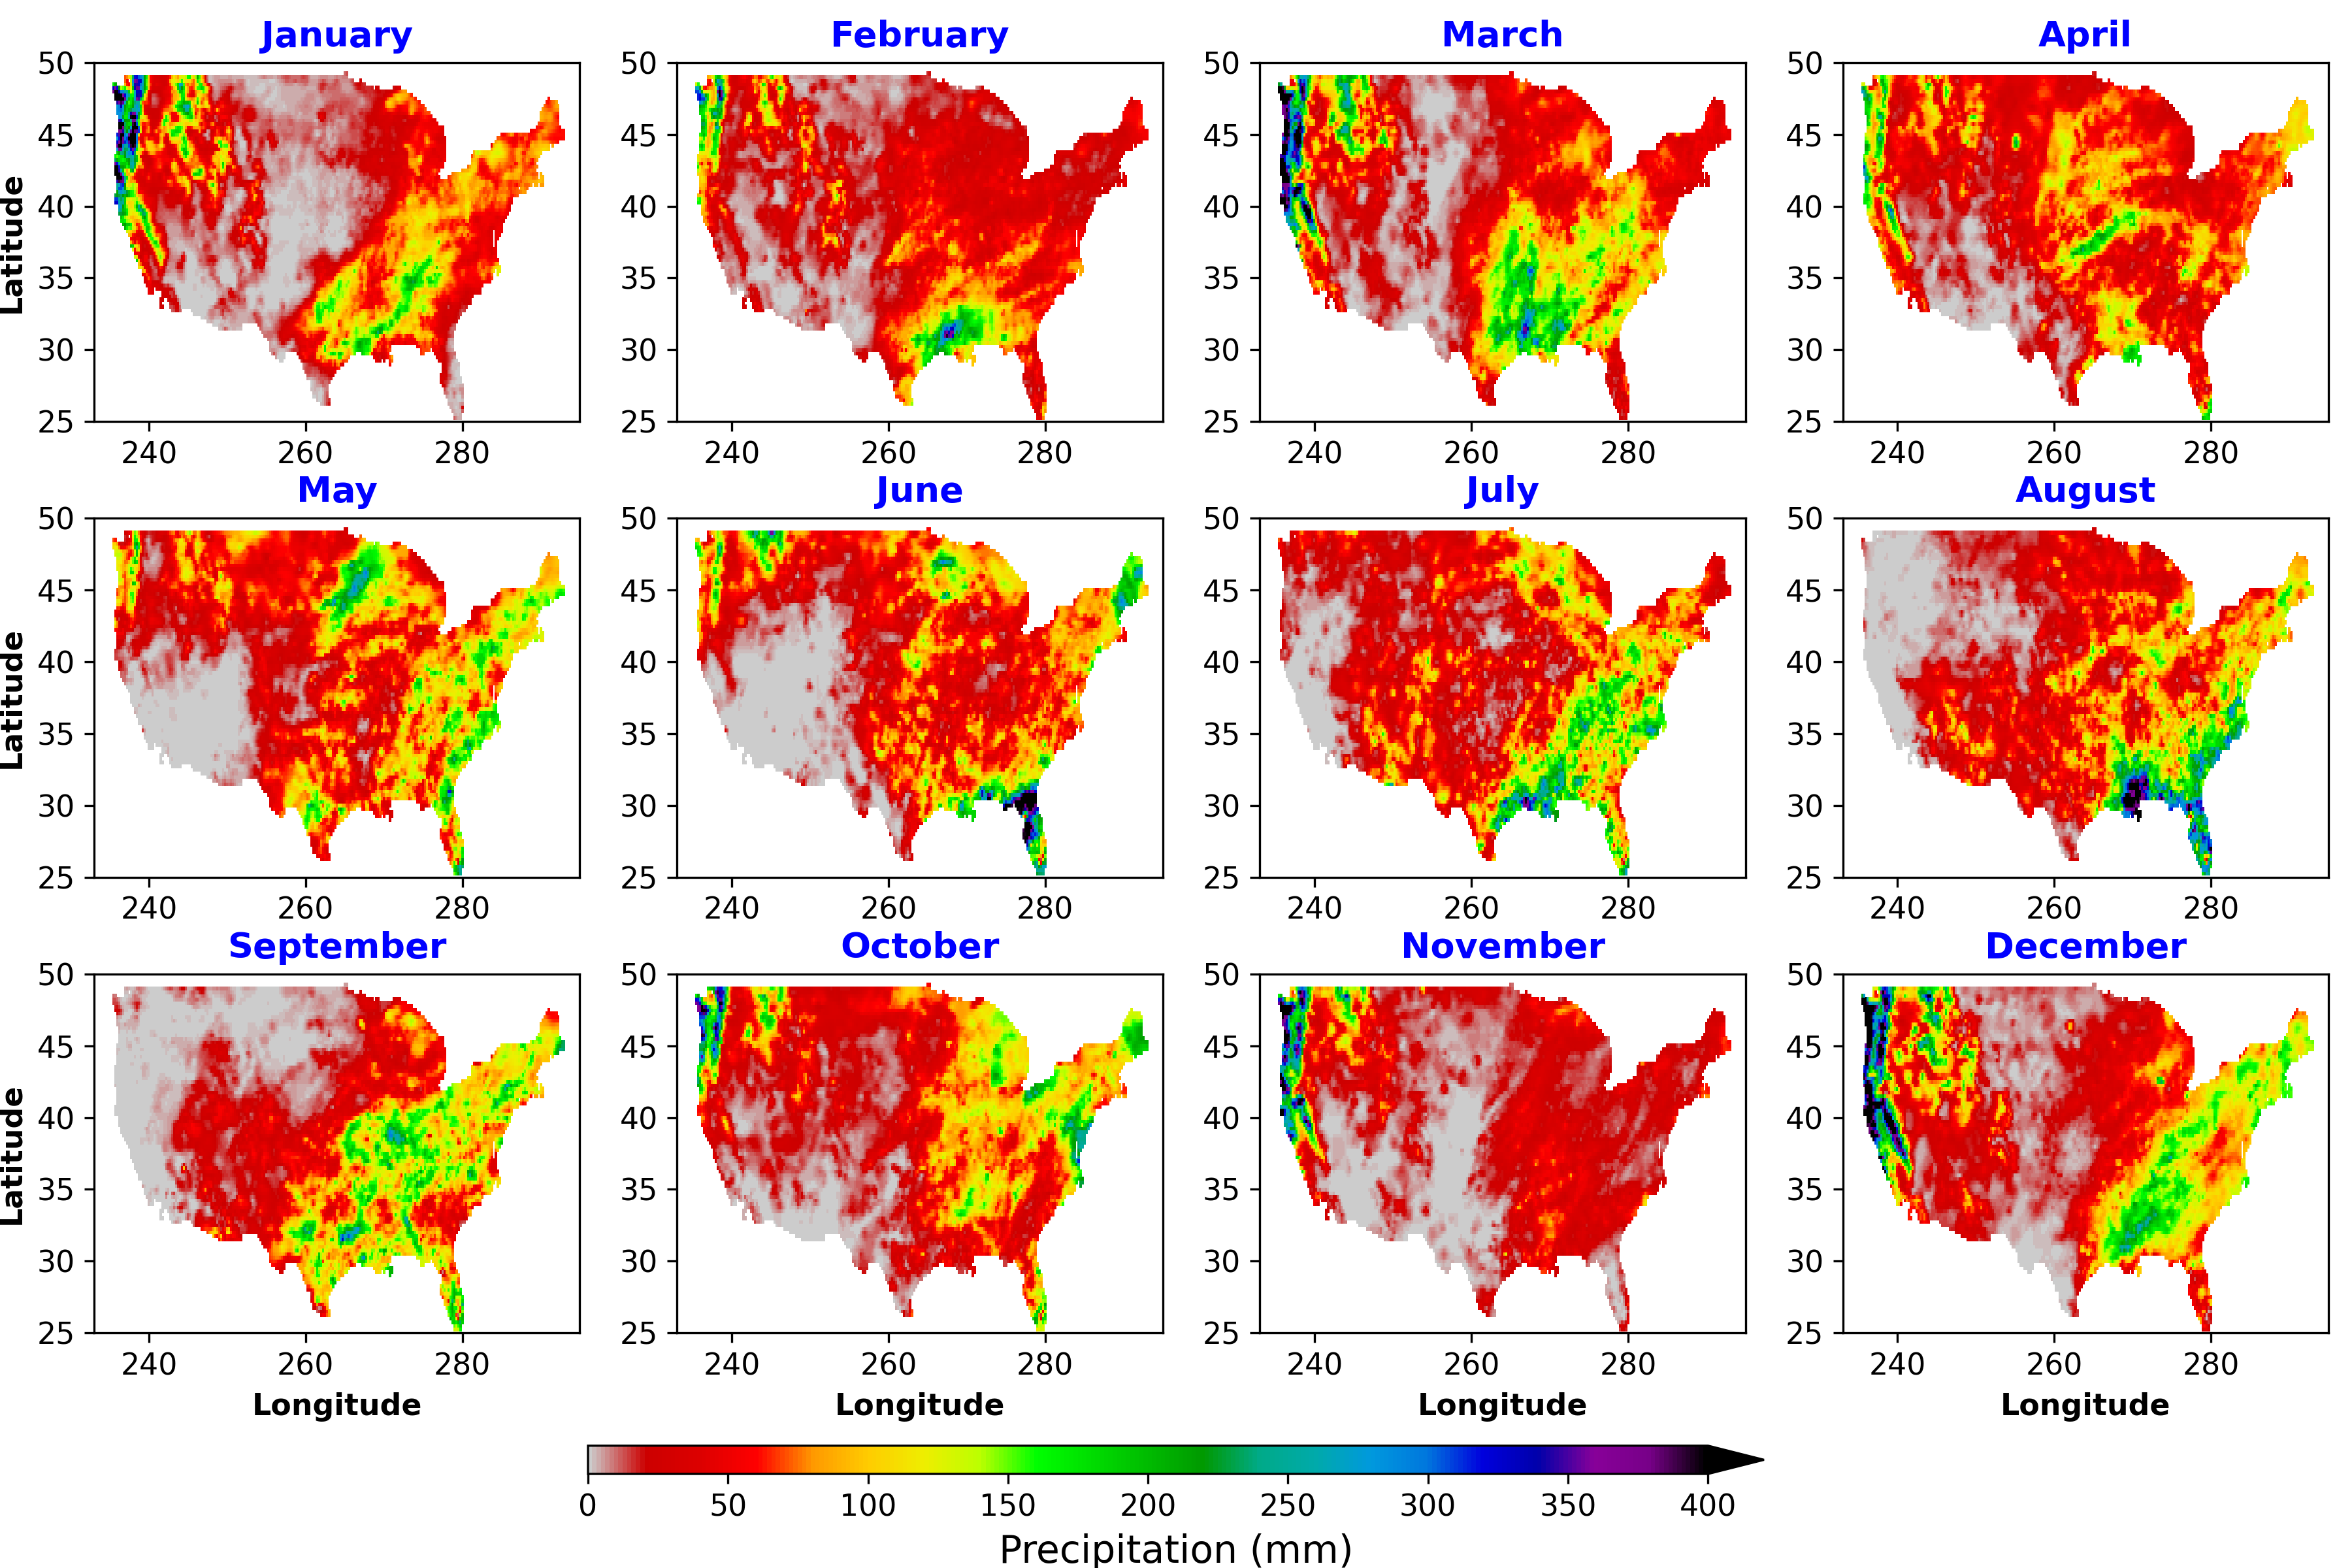 January February March April
50 50 50 50
45 45 45 45
40 40 40 40
Latitude
35 35 35 35
30 30 30 30
25 25 25 25
240 260 280 240 260 280 240 260 280 240 260 280
May June July August
50 50 50 50
45 45 45 45
40 40 40 40
Latitude
35 35 35 35
30 30 30 30
25 25 25 25
240 260 280 240 260 280 240 260 280 240 260 280
September October November December
50 50 50 50
45 45 45 45
40 40 40 40
Latitude
35 35 35 35
30 30 30 30
25 25 25 25
240 260 280 240 260 280 240 260 280 240 260 280
Longitude Longitude Longitude Longitude
0 50 100 150 200 250 300 350 400
Precipitation (mm)